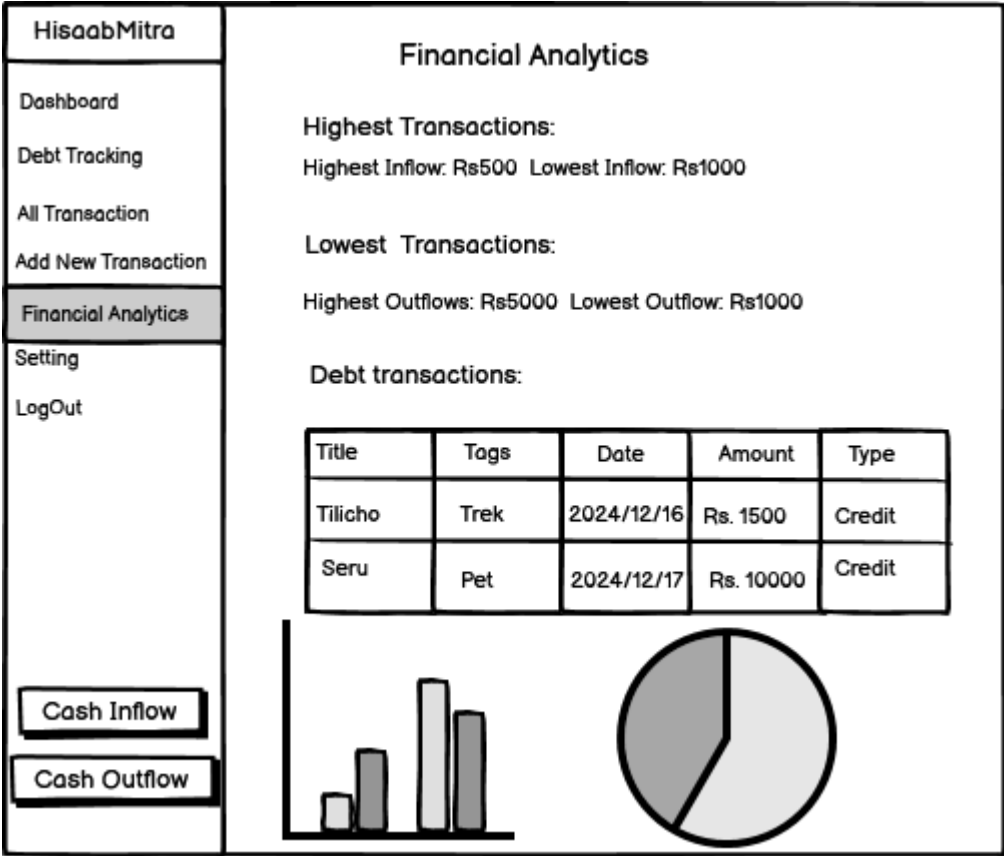 HisaabMitra
Dashboard
Debt Tracking
All Transaction
Add New Transaction
Financial Analytics
Setting
LogOut
Cash Inflow
Cash Outflow
Financial Analytics
Highest Transactions:
Highest Inflow: Rs500 Lowest Inflow: Rs1000
Lowest Transactions:
Highest Outflows: Rs5000 Lowest Outflow: Rs1000
Debt transactions:
Title Tags Date Amount Type
Tilicho Trek 2024/12/16 Rs. 1500 Credit
Seru Pet 2024/12/17 Rs. 10000 Credit